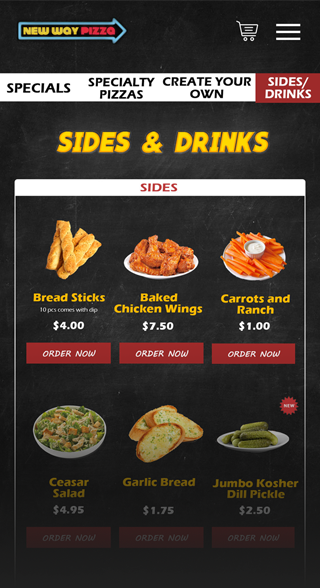 NEW WAY PIZZA
SPECIALS
SPECIALTY
PIZZAS
CREATE YOUR
OWN
SIDES/
DRINKS
SIDES & DRINKS
SIDES
Bread Sticks
10 pcs comes with dip
$4.00
ORDER NOW
Baked
Chicken Wings
$7.50
ORDER NOW
Carrots and
Ranch
$1.00
ORDER NOW
Ceasar
Salad
$4.95
ORDER NOW
Garlic Bread
$1.75
ORDER NOW
NEW
Jumbo Kosher
Dill Pickle
$2.50
ORDER NOW